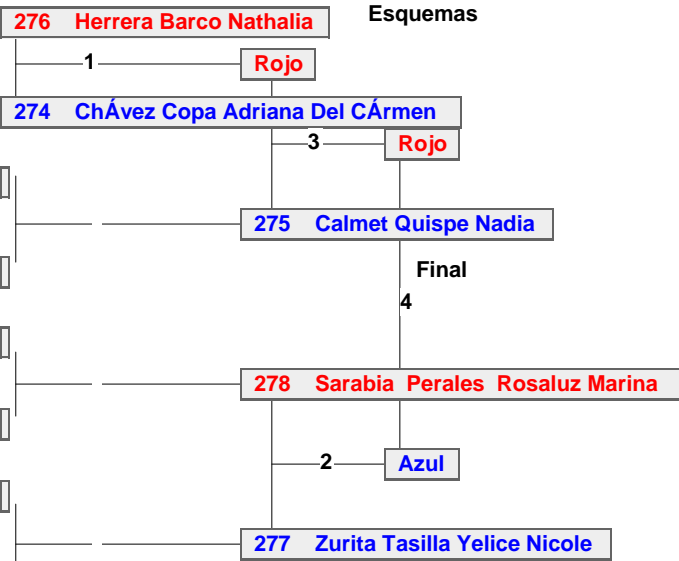 Esquemas
276 Herrera Barco Nathalia
1
Rojo
274 ChÁvez Copa Adriana Del CÁrmen
3
Rojo
275 Calmet Quispe Nadia
Final
4
278 Sarabia Perales Rosaluz Marina
2
Azul
277 Zurita Tasilla Yelice Nicole